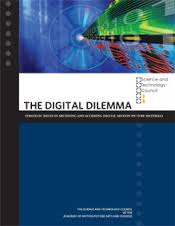 Science and
Technology
Council
THE DIGITAL DILEMMA
STRATEGIC ISSUES IN ARCHIVING AND ACCESSING DIGITAL MOTION PICTURE MATERIALS
THE SCIENCE AND TECHNOLOGY COUNCIL
OF THE
ACADEMY OF MOTION PICTURE ARTS AND SCIENCES